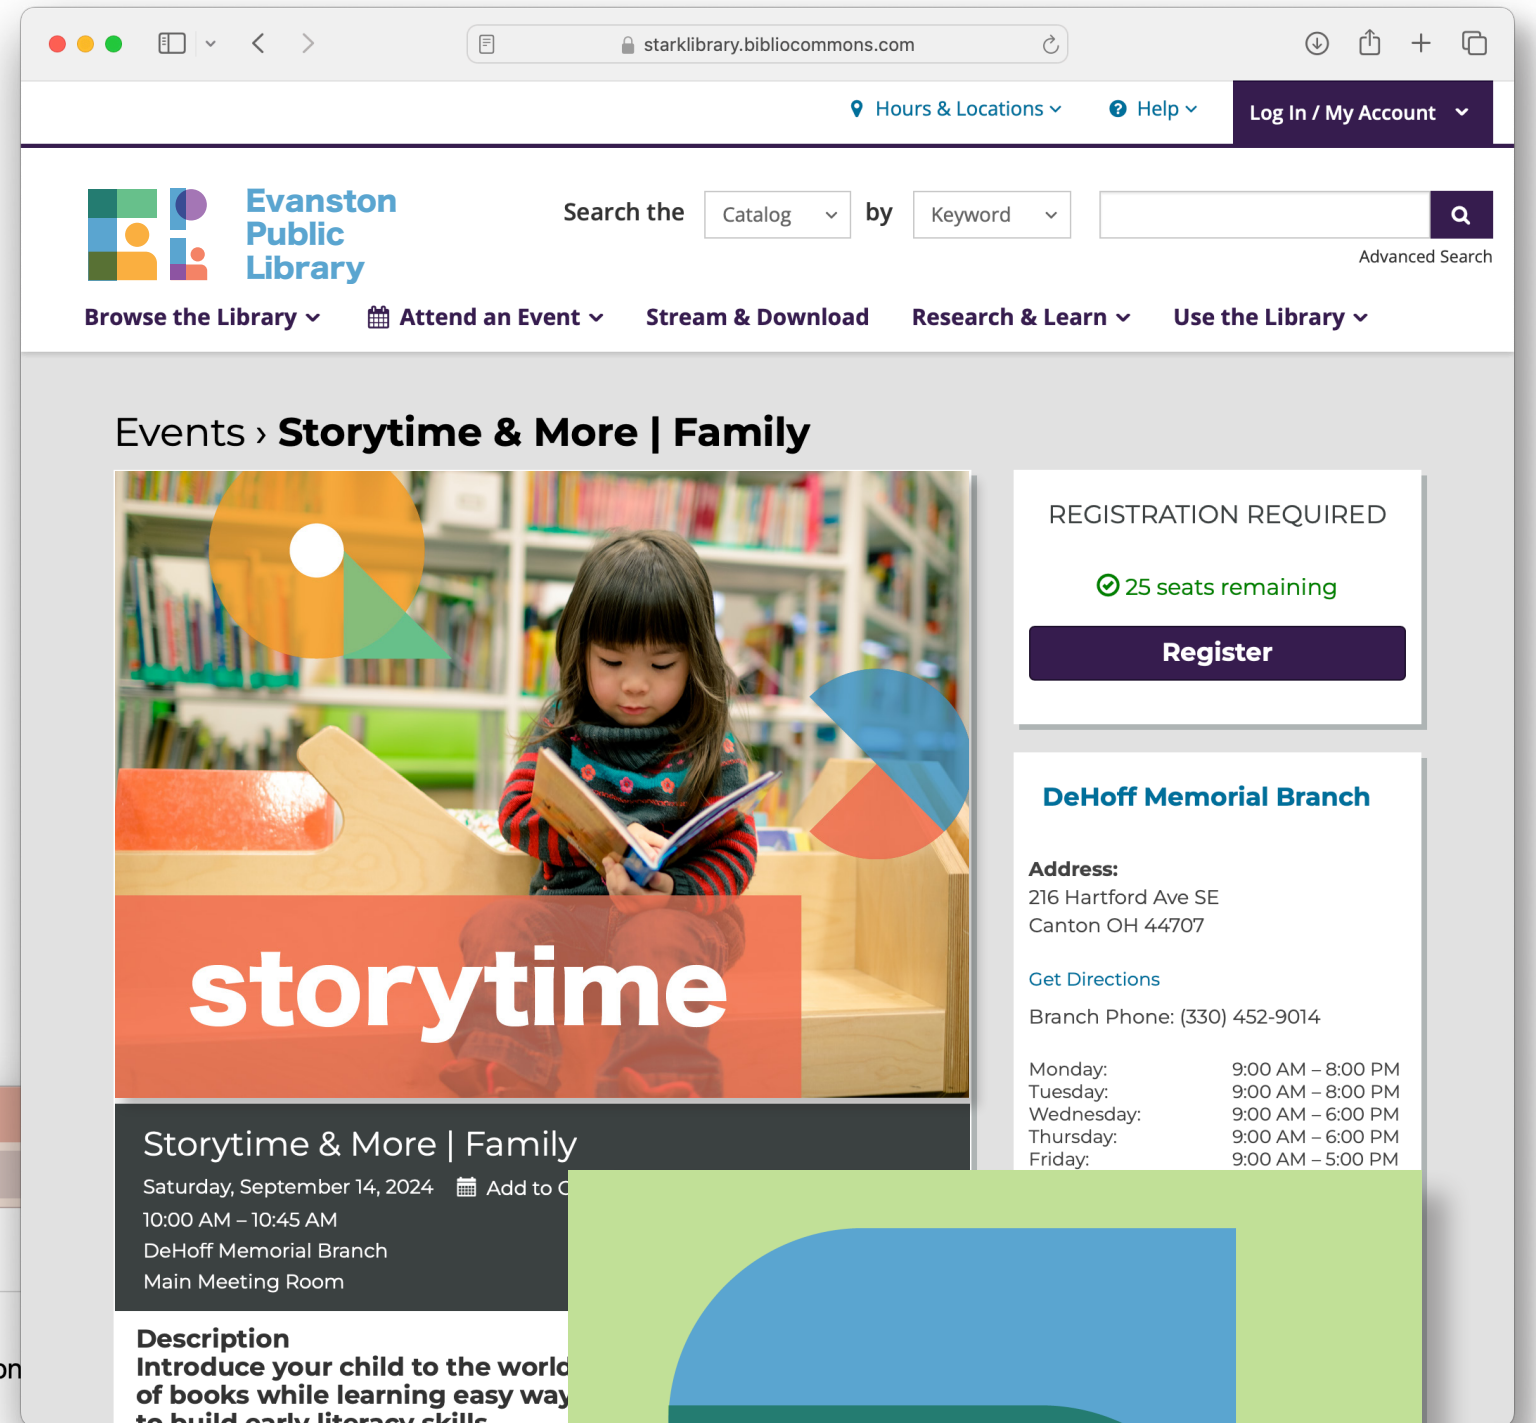 starklibrary.bibliocommons.com
Hours & Locations
Help
Log In / My Account
Evanston
Public
Library
Search the
Catalog
by
Keyword
Advanced Search
Browse the Library
Attend an Event
Stream & Download
Research & Learn
Use the Library
Events › Storytime & More | Family
storytime
Storytime & More | Family
Saturday, September 14, 2024
Add to
10:00 AM – 10:45 AM
DeHoff Memorial Branch
Main Meeting Room
Description
Introduce your child to the world
of books while learning easy way
to build early literacy skills
REGISTRATION REQUIRED
25 seats remaining
Register
DeHoff Memorial Branch
Address:
216 Hartford Ave SE
Canton OH 44707
Get Directions
Branch Phone: (330) 452-9014
Monday: 9:00 AM – 8:00 PM
Tuesday: 9:00 AM – 8:00 PM
Wednesday: 9:00 AM – 6:00 PM
Thursday: 9:00 AM – 6:00 PM
Friday: 9:00 AM – 5:00 PM